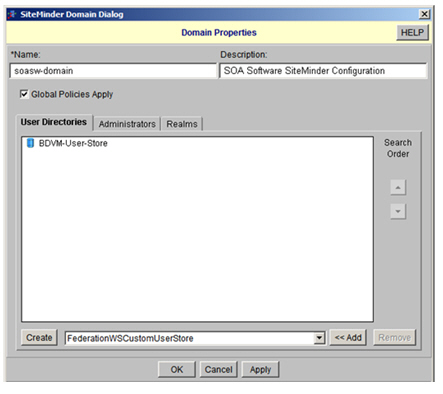 SiteMinder Domain Dialog
Domain Properties
HELP
*Name:
Description:
soasw-domain
SOA Software SiteMinder Configuration
Global Policies Apply
User Directories
Administrators
Realms
BDVM-User-Store
Search
Order
Create
FederationWSCustomUserStore
<< Add
Remove
OK
Cancel
Apply